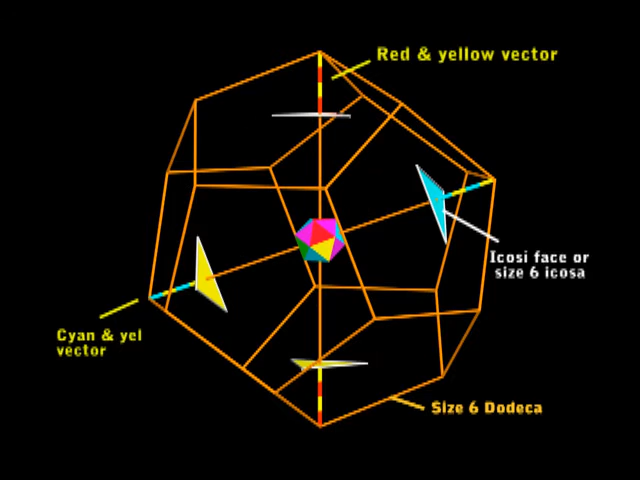 Red & yellow vector
Icosi face or
size 6 icosa
Cyan & yel
vector
Size 6 Dodeca